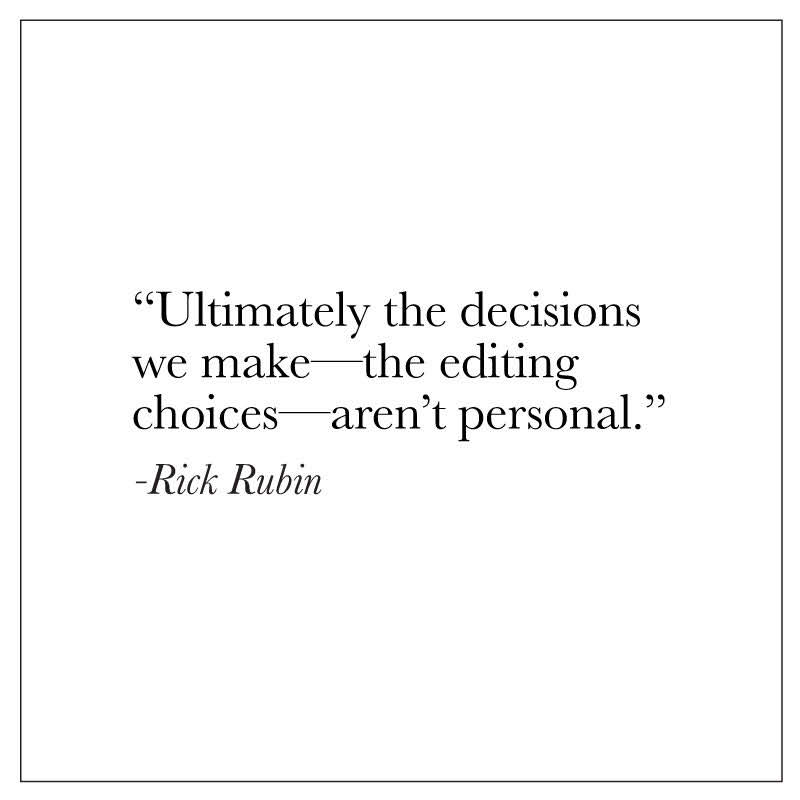 “Ultimately the decisions
we make—the editing
choices—aren’t personal.”
-Rick Rubin